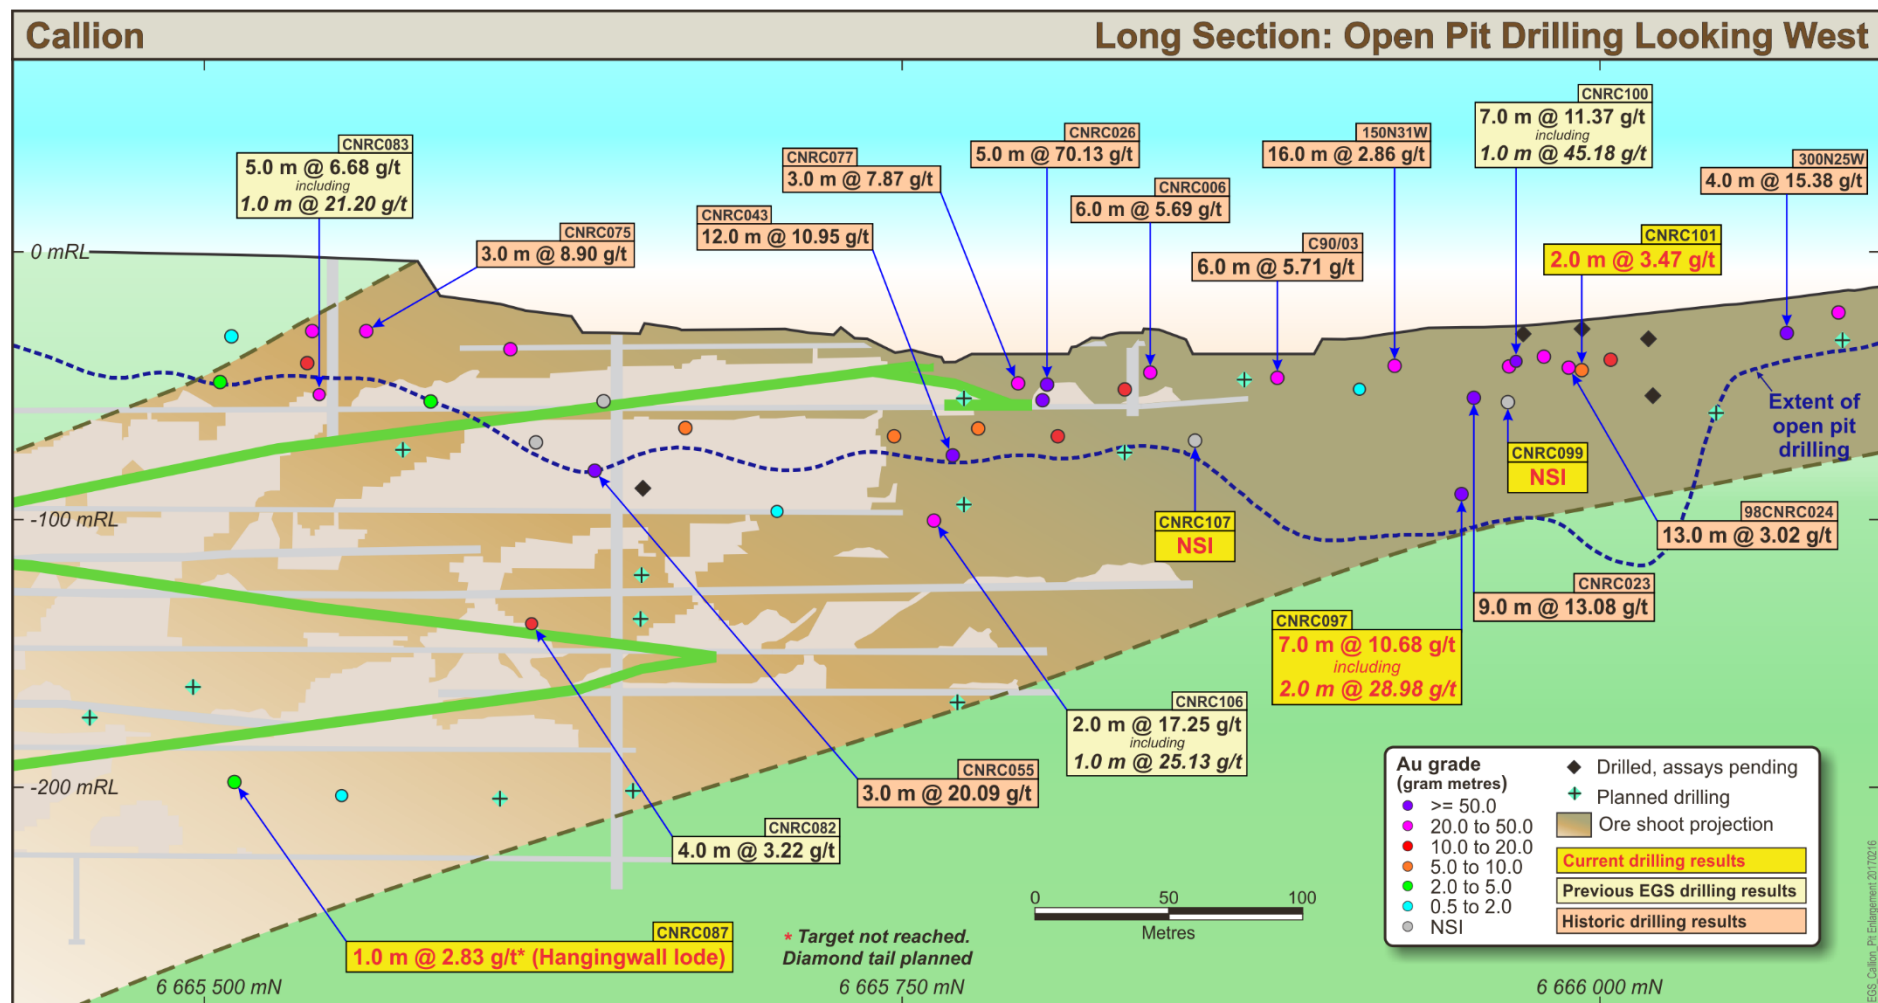 Callion
Long Section: Open Pit Drilling Looking West
CNRC083
5.0 m @ 6.68 g/t
including
1.0 m @ 21.20 g/t
CNRC075
3.0 m @ 8.90 g/t
CNRC043
12.0 m @ 10.95 g/t
CNRC077
3.0 m @ 7.87 g/t
CNRC026
5.0 m @ 70.13 g/t
CNRC006
6.0 m @ 5.69 g/t
C90/03
6.0 m @ 5.71 g/t
150N31W
16.0 m @ 2.86 g/t
CNRC100
7.0 m @ 11.37 g/t
including
1.0 m @ 45.18 g/t
CNRC101
2.0 m @ 3.47 g/t
300N25W
4.0 m @ 15.38 g/t
0 mRL
-100 mRL
-200 mRL
Extent of
open pit
drilling
CNRC099
NSI
CNRC107
NSI
98CNRC024
13.0 m @ 3.02 g/t
CNRC023
9.0 m @ 13.08 g/t
CNRC097
7.0 m @ 10.68 g/t
including
2.0 m @ 28.98 g/t
CNRC106
2.0 m @ 17.25 g/t
including
1.0 m @ 25.13 g/t
CNRC055
3.0 m @ 20.09 g/t
CNRC082
4.0 m @ 3.22 g/t
CNRC087
1.0 m @ 2.83 g/t* (Hangingwall lode)
* Target not reached.
Diamond tail planned
0 50 100
Metres
Au grade
(gram metres)
>= 50.0
20.0 to 50.0
10.0 to 20.0
5.0 to 10.0
2.0 to 5.0
0.5 to 2.0
NSI
Drilled, assays pending
Planned drilling
Ore shoot projection
Current drilling results
Previous EGS drilling results
Historic drilling results
6 665 500 mN
6 665 750 mN
6 666 000 mN
EGS_Callion_Pit Enlargement 20170216